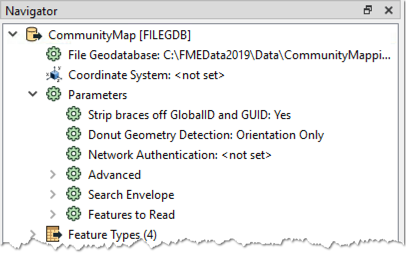 Navigator
CommunityMap [FILEGDB]
File Geodatabase: C:\FMEData2019\Data\CommunityMappi...
Coordinate System: <not set>
Parameters
Strip braces off GlobalID and GUID: Yes
Donut Geometry Detection: Orientation Only
Network Authentication: <not set>
Advanced
Search Envelope
Features to Read
Feature Types (4)